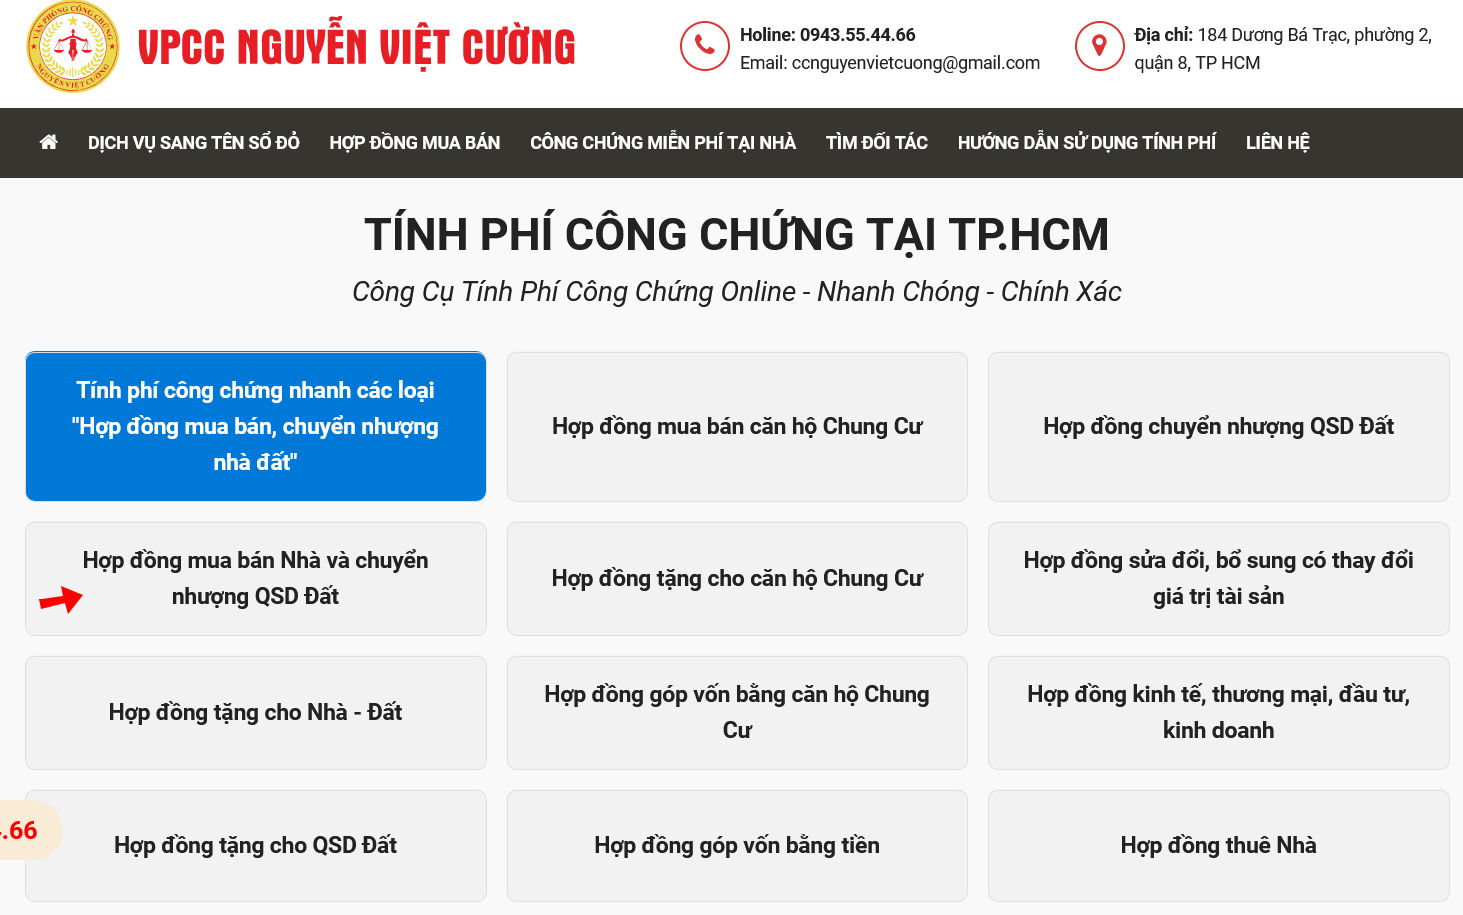 VĂN PHÒNG CÔNG CHỨNG
NGUYỄN VIỆT CƯỜNG
VPCC NGUYỄN VIỆT CƯỜNG
Holine: 0943.55.44.66
Email: ccnguyenvietcuong@gmail.com
Địa chỉ: 184 Dương Bá Trạc, phường 2,
quận 8, TP HCM
DỊCH VỤ SANG TÊN SỔ ĐỎ HỢP ĐỒNG MUA BÁN CÔNG CHỨNG MIỄN PHÍ TẠI NHÀ TÌM ĐỐI TÁC HƯỚNG DẪN SỬ DỤNG TÍNH PHÍ LIÊN HỆ
TÍNH PHÍ CÔNG CHỨNG TẠI TP.HCM
Công Cụ Tính Phí Công Chứng Online - Nhanh Chóng - Chính Xác
Tính phí công chứng nhanh các loại
"Hợp đồng mua bán, chuyển nhượng
nhà đất"
Hợp đồng mua bán căn hộ Chung Cư
Hợp đồng chuyển nhượng QSD Đất
Hợp đồng mua bán Nhà và chuyển
nhượng QSD Đất
Hợp đồng tặng cho căn hộ Chung Cư
Hợp đồng sửa đổi, bổ sung có thay đổi
giá trị tài sản
Hợp đồng tặng cho Nhà - Đất
Hợp đồng góp vốn bằng căn hộ Chung
Cư
Hợp đồng kinh tế, thương mại, đầu tư,
kinh doanh
.66
Hợp đồng tặng cho QSD Đất
Hợp đồng góp vốn bằng tiền
Hợp đồng thuê Nhà